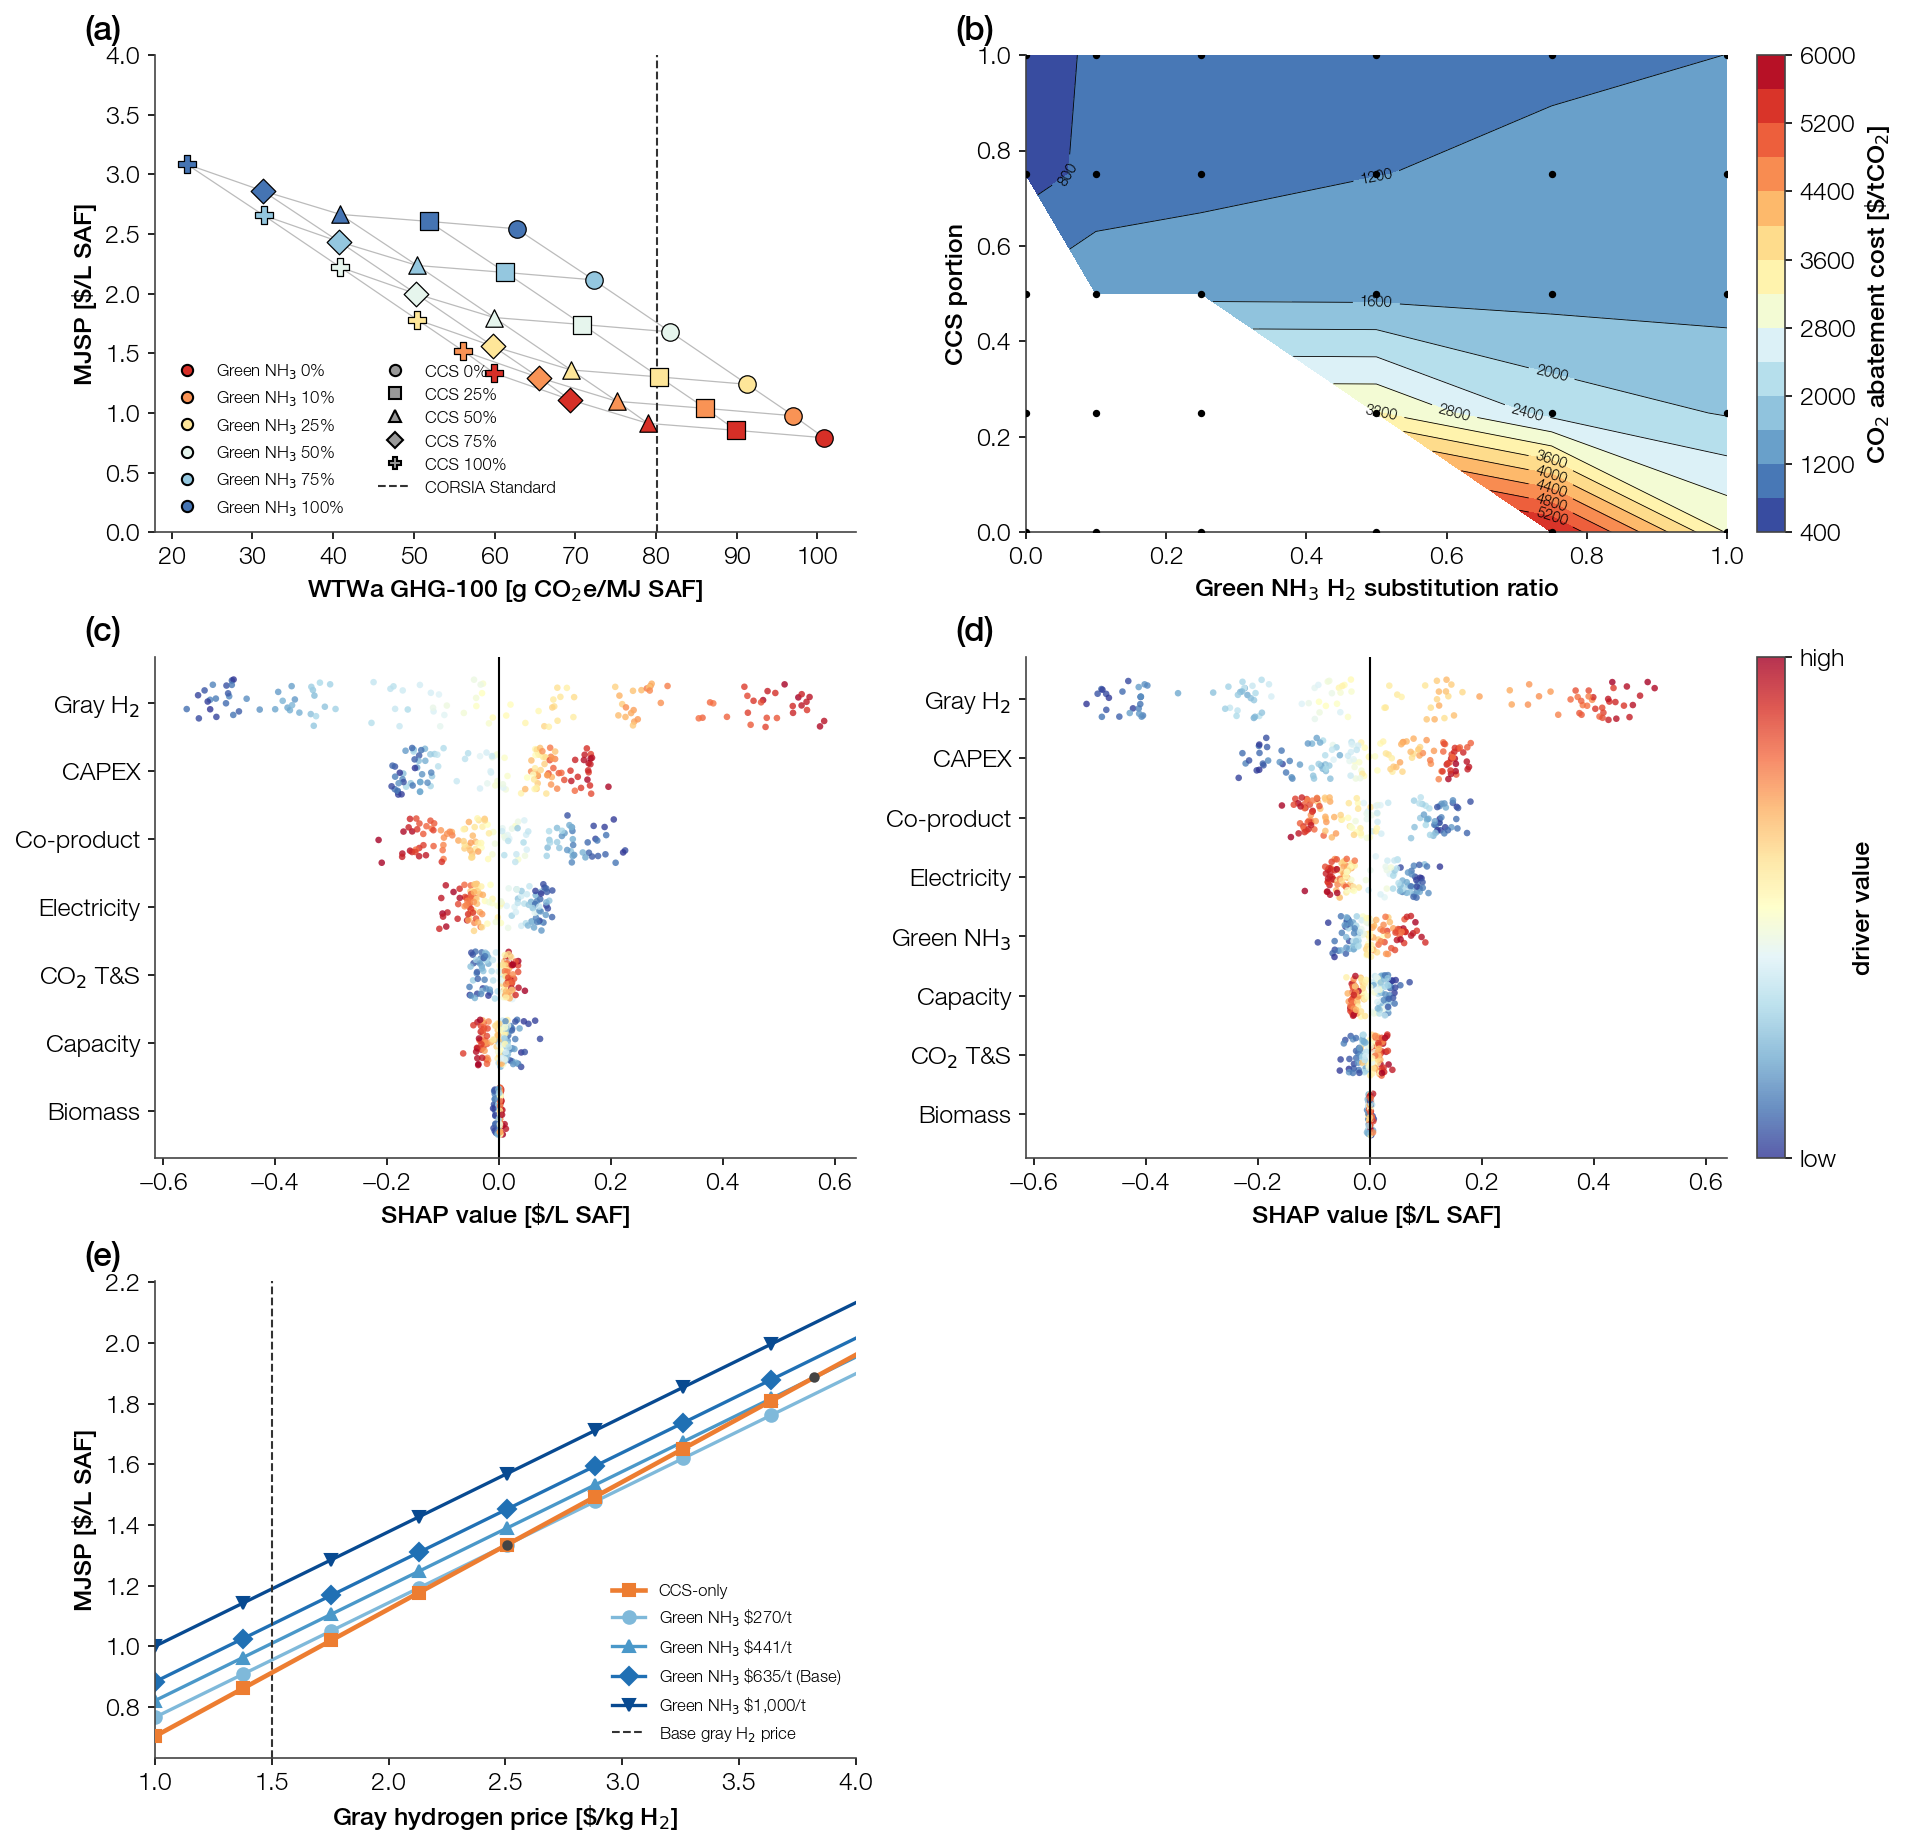 (a)
4.0
3.5
3.0
2.5
2.0
1.5
1.0
0.5
0.0
MJSP [$/L SAF]
Green NH3 0%
Green NH3 10%
Green NH3 25%
Green NH3 50%
Green NH3 75%
Green NH3 100%
CCS 0%
CCS 25%
CCS 50%
CCS 75%
CCS 100%
CORSIA Standard
20 30 40 50 60 70 80 90 100
WTWa GHG-100 [g CO2e/MJ SAF]
(b)
1.0
0.8
0.6
0.4
0.2
0.0
CCS portion
800
1200
1600
2000
2400
2800
3200
3600
4000
4400
4800
5200
0.0 0.2 0.4 0.6 0.8 1.0
Green NH3 H2 substitution ratio
6000
5200
4400
3600
2800
2000
1200
400
CO2 abatement cost [$/tCO2]
(c)
Gray H2
CAPEX
Co-product
Electricity
CO2 T&S
Capacity
Biomass
−0.6 −0.4 −0.2 0.0 0.2 0.4 0.6
SHAP value [$/L SAF]
(d)
Gray H2
CAPEX
Co-product
Electricity
Green NH3
Capacity
CO2 T&S
Biomass
−0.6 −0.4 −0.2 0.0 0.2 0.4 0.6
SHAP value [$/L SAF]
high
low
driver value
(e)
2.2
2.0
1.8
1.6
1.4
1.2
1.0
0.8
MJSP [$/L SAF]
CCS-only
Green NH3 $270/t
Green NH3 $441/t
Green NH3 $635/t (Base)
Green NH3 $1,000/t
Base gray H2 price
1.0 1.5 2.0 2.5 3.0 3.5 4.0
Gray hydrogen price [$/kg H2]